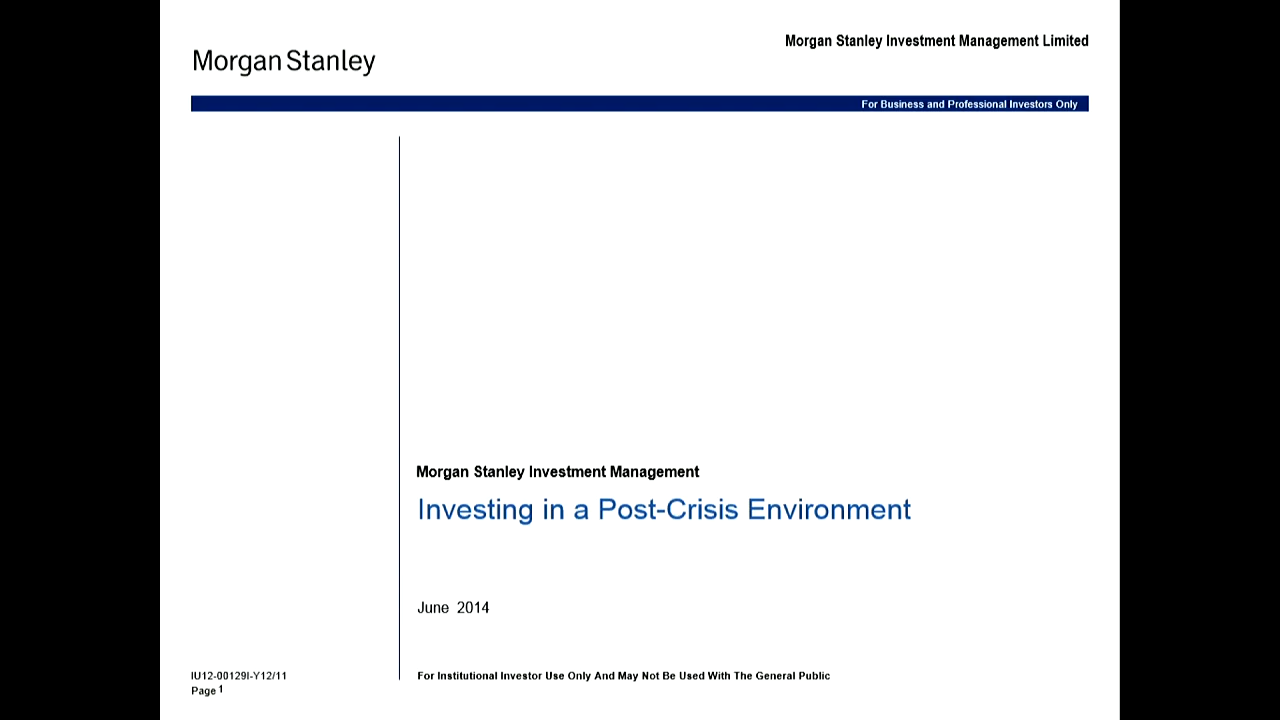 Morgan Stanley Investment Management Limited
Morgan Stanley
For Business and Professional Investors Only
Morgan Stanley Investment Management
Investing in a Post-Crisis Environment
June 2014
IU12-00129I-Y12/11
For Institutional Investor Use Only And May Not Be Used With The General Public
Page 1